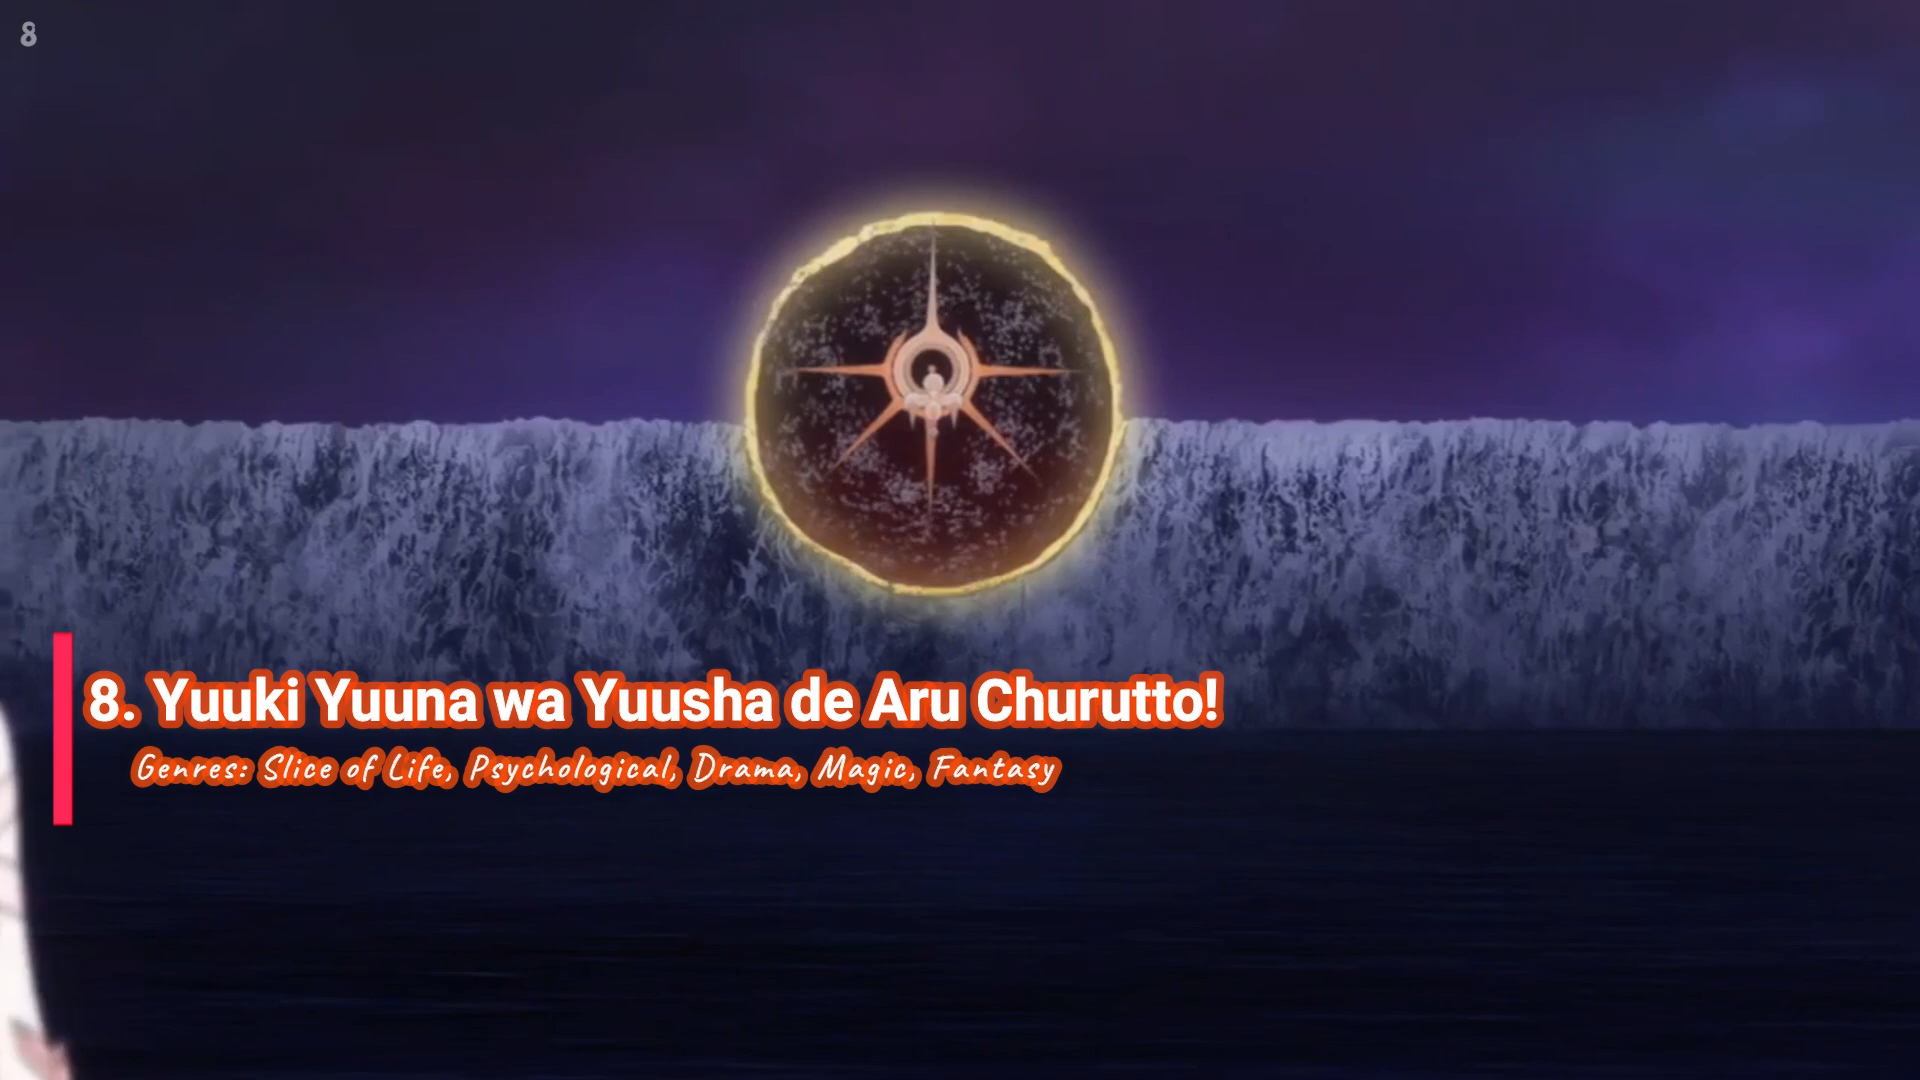 8
8. Yuuki Yuuna wa Yuusha de Aru Churutto!
Genres: Slice of Life, Psychological, Drama, Magic, Fantasy